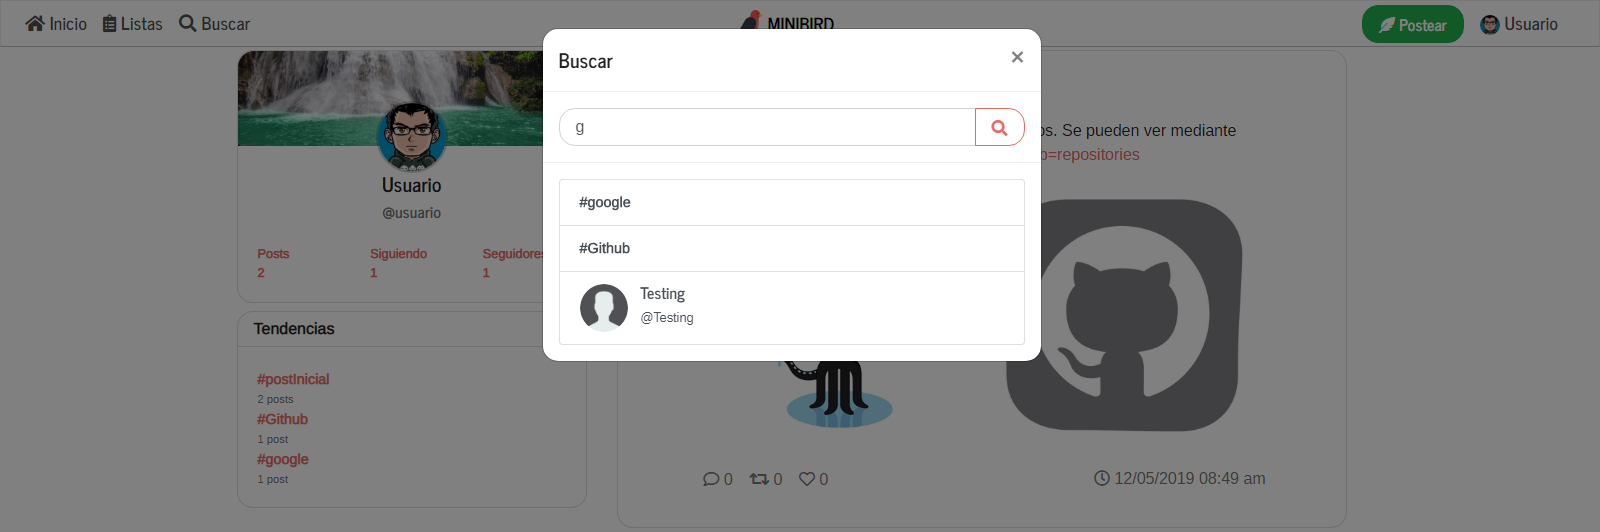 Inicio Listas Buscar MINIBIRD Postear Usuario
Buscar ×
g
#google
#Github
Testing
@Testing
Usuario
@usuario
Posts Siguiendo Seguidores
2 1 1
Tendencias
#postInicial
2 posts
#Github
1 post
#google
1 post
os. Se pueden ver mediante
=repositories
0 0 0 12/05/2019 08:49 am